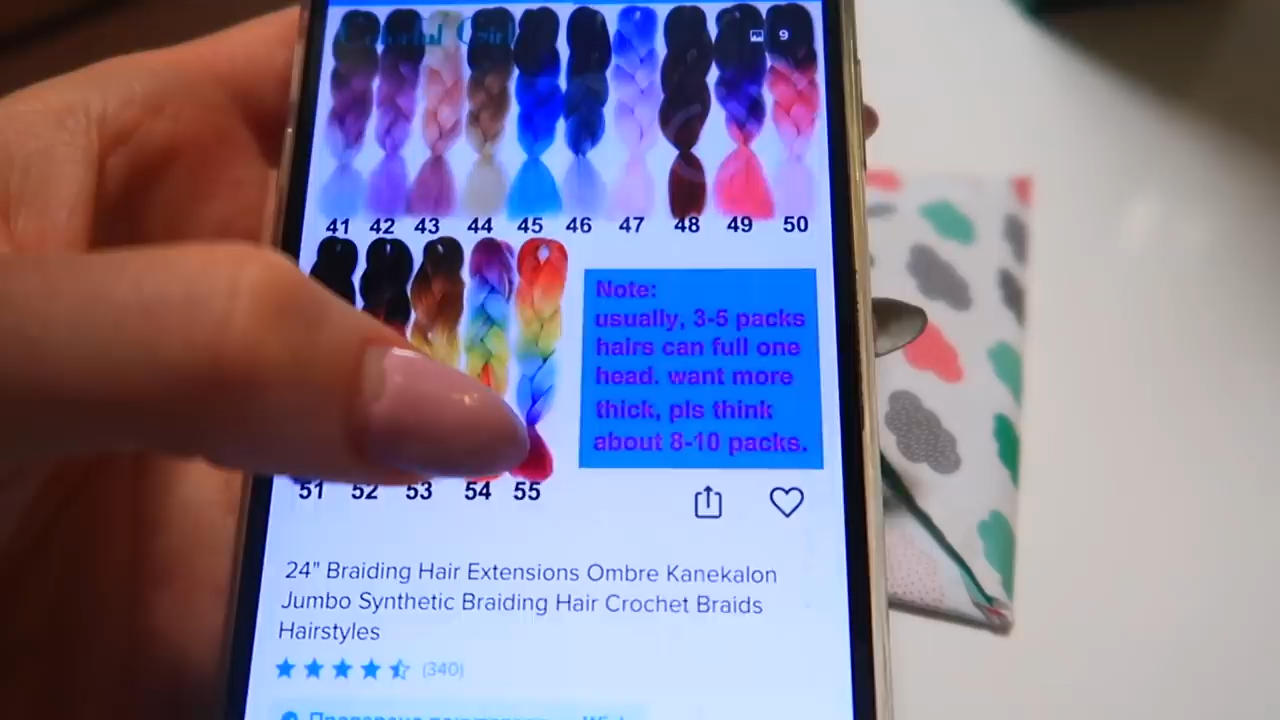 Colorful Girl
9
41 42 43 44 45 46 47 48 49 50
Note:
usually, 3-5 packs
hairs can full one
head. want more
thick, pls think
about 8-10 packs.
51 52 53 54 55
24" Braiding Hair Extensions Ombre Kanekalon
Jumbo Synthetic Braiding Hair Crochet Braids
Hairstyles
(340)